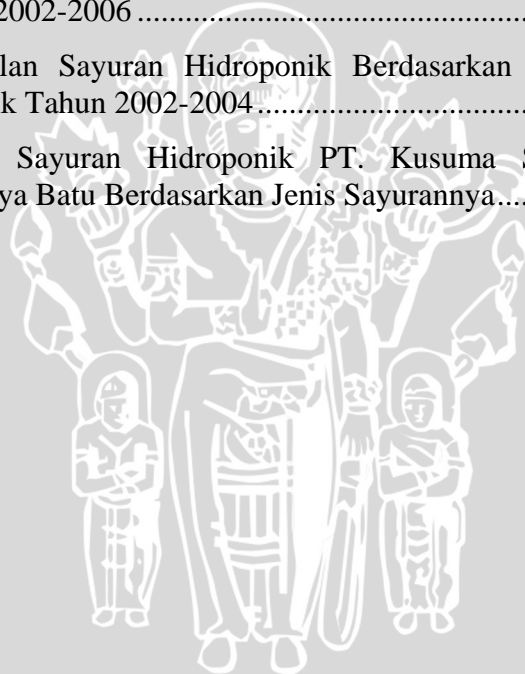 2002-2006 ........................................
lan Sayuran Hidroponik Berdasarkan
k Tahun 2002-2004 ..............................
Sayuran Hidroponik PT. Kusuma S
ya Batu Berdasarkan Jenis Sayurannya .....